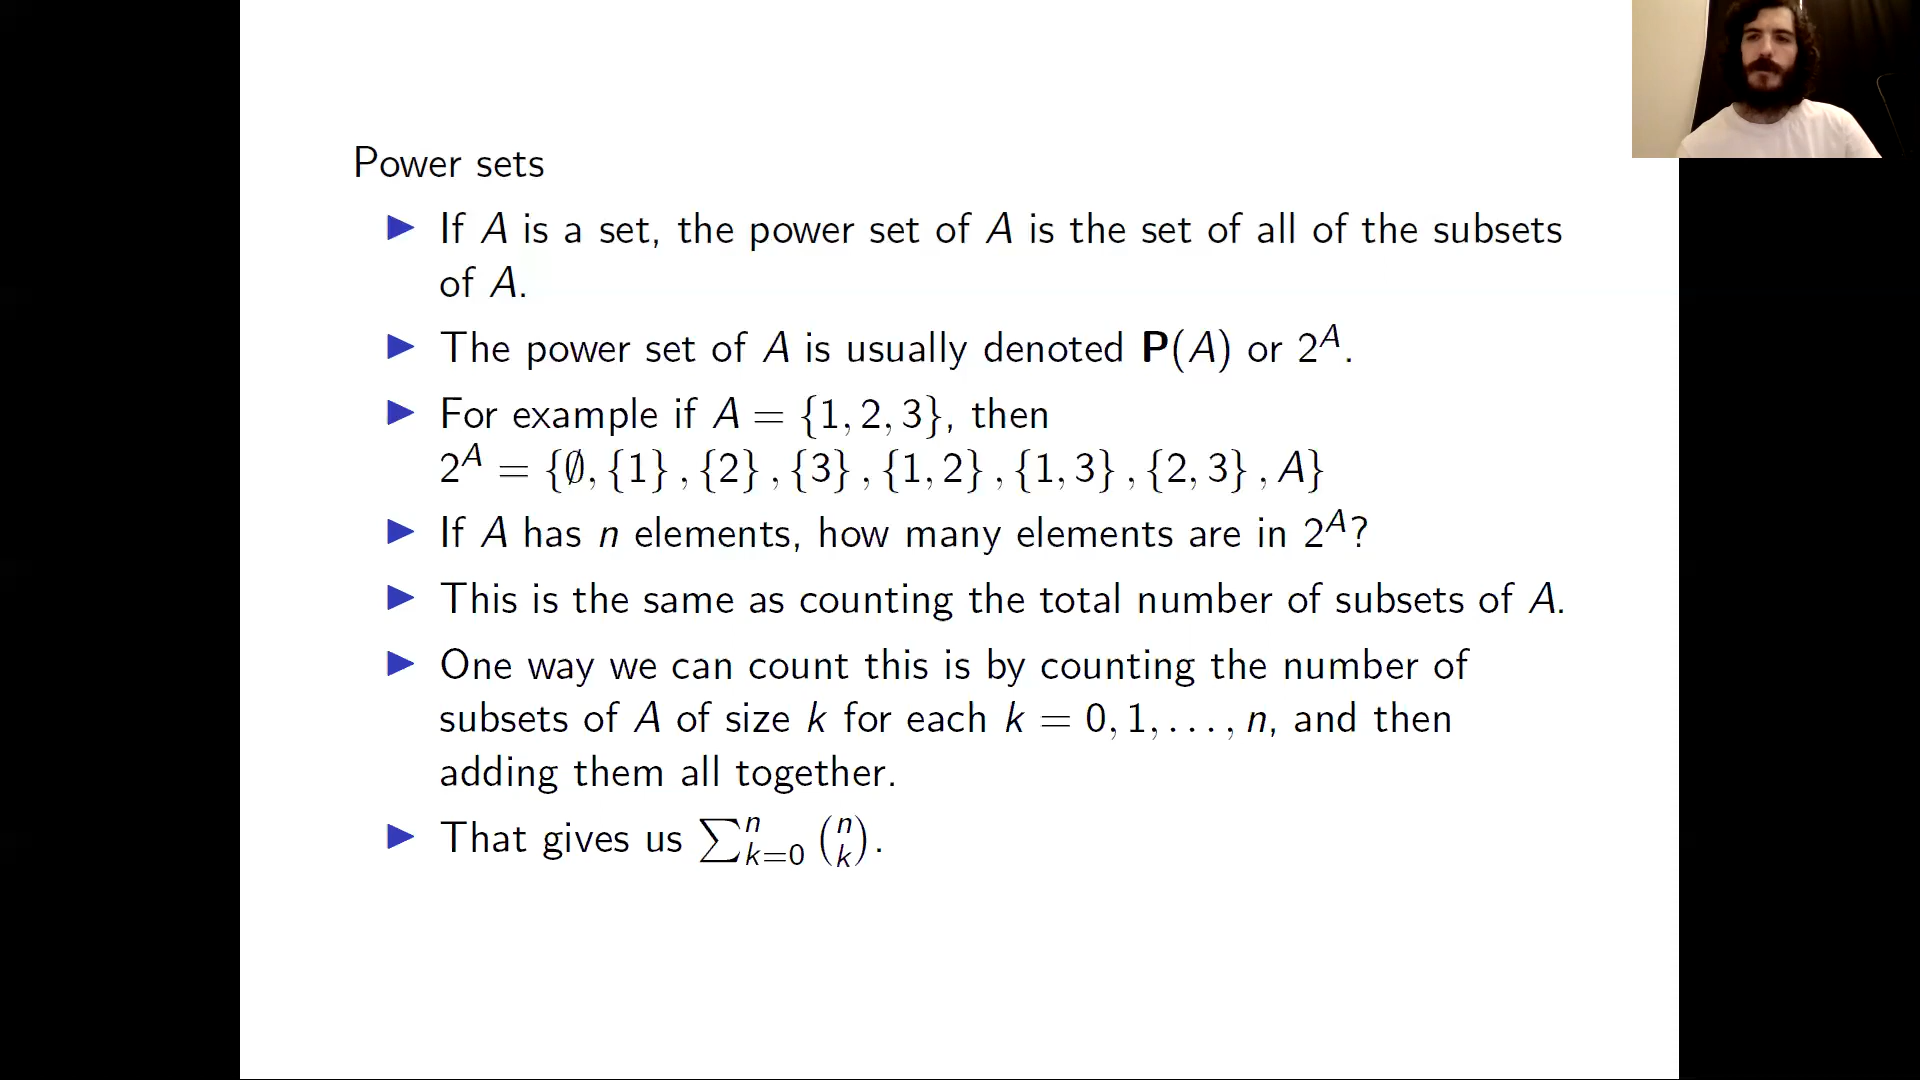 Power sets
▶ If A is a set, the power set of A is the set of all of the subsets
of A.
▶ The power set of A is usually denoted P(A) or 2^A.
▶ For example if A = {1, 2, 3}, then
2^A = {∅, {1}, {2}, {3}, {1, 2}, {1, 3}, {2, 3}, A}
▶ If A has n elements, how many elements are in 2^A?
▶ This is the same as counting the total number of subsets of A.
▶ One way we can count this is by counting the number of
subsets of A of size k for each k = 0, 1, . . . , n, and then
adding them all together.
▶ That gives us \sum_{k=0}^{n} \binom{n}{k}.